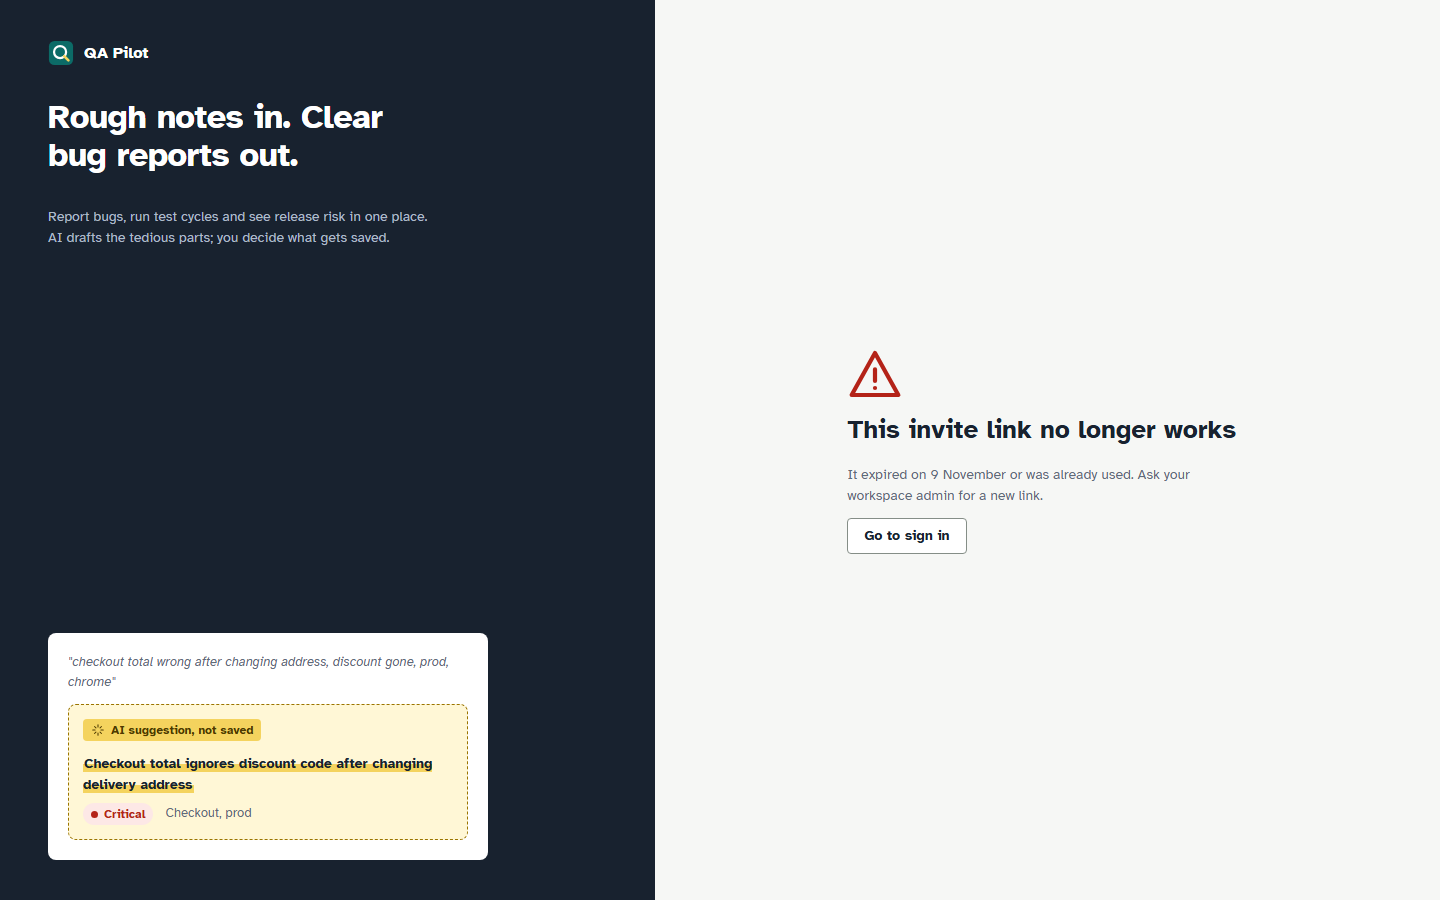 QA Pilot
Rough notes in. Clear
bug reports out.
Report bugs, run test cycles and see release risk in one place.
AI drafts the tedious parts; you decide what gets saved.
"checkout total wrong after changing address, discount gone, prod,
chrome"
AI suggestion, not saved
Checkout total ignores discount code after changing
delivery address
Critical
Checkout, prod
This invite link no longer works
It expired on 9 November or was already used. Ask your
workspace admin for a new link.
Go to sign in